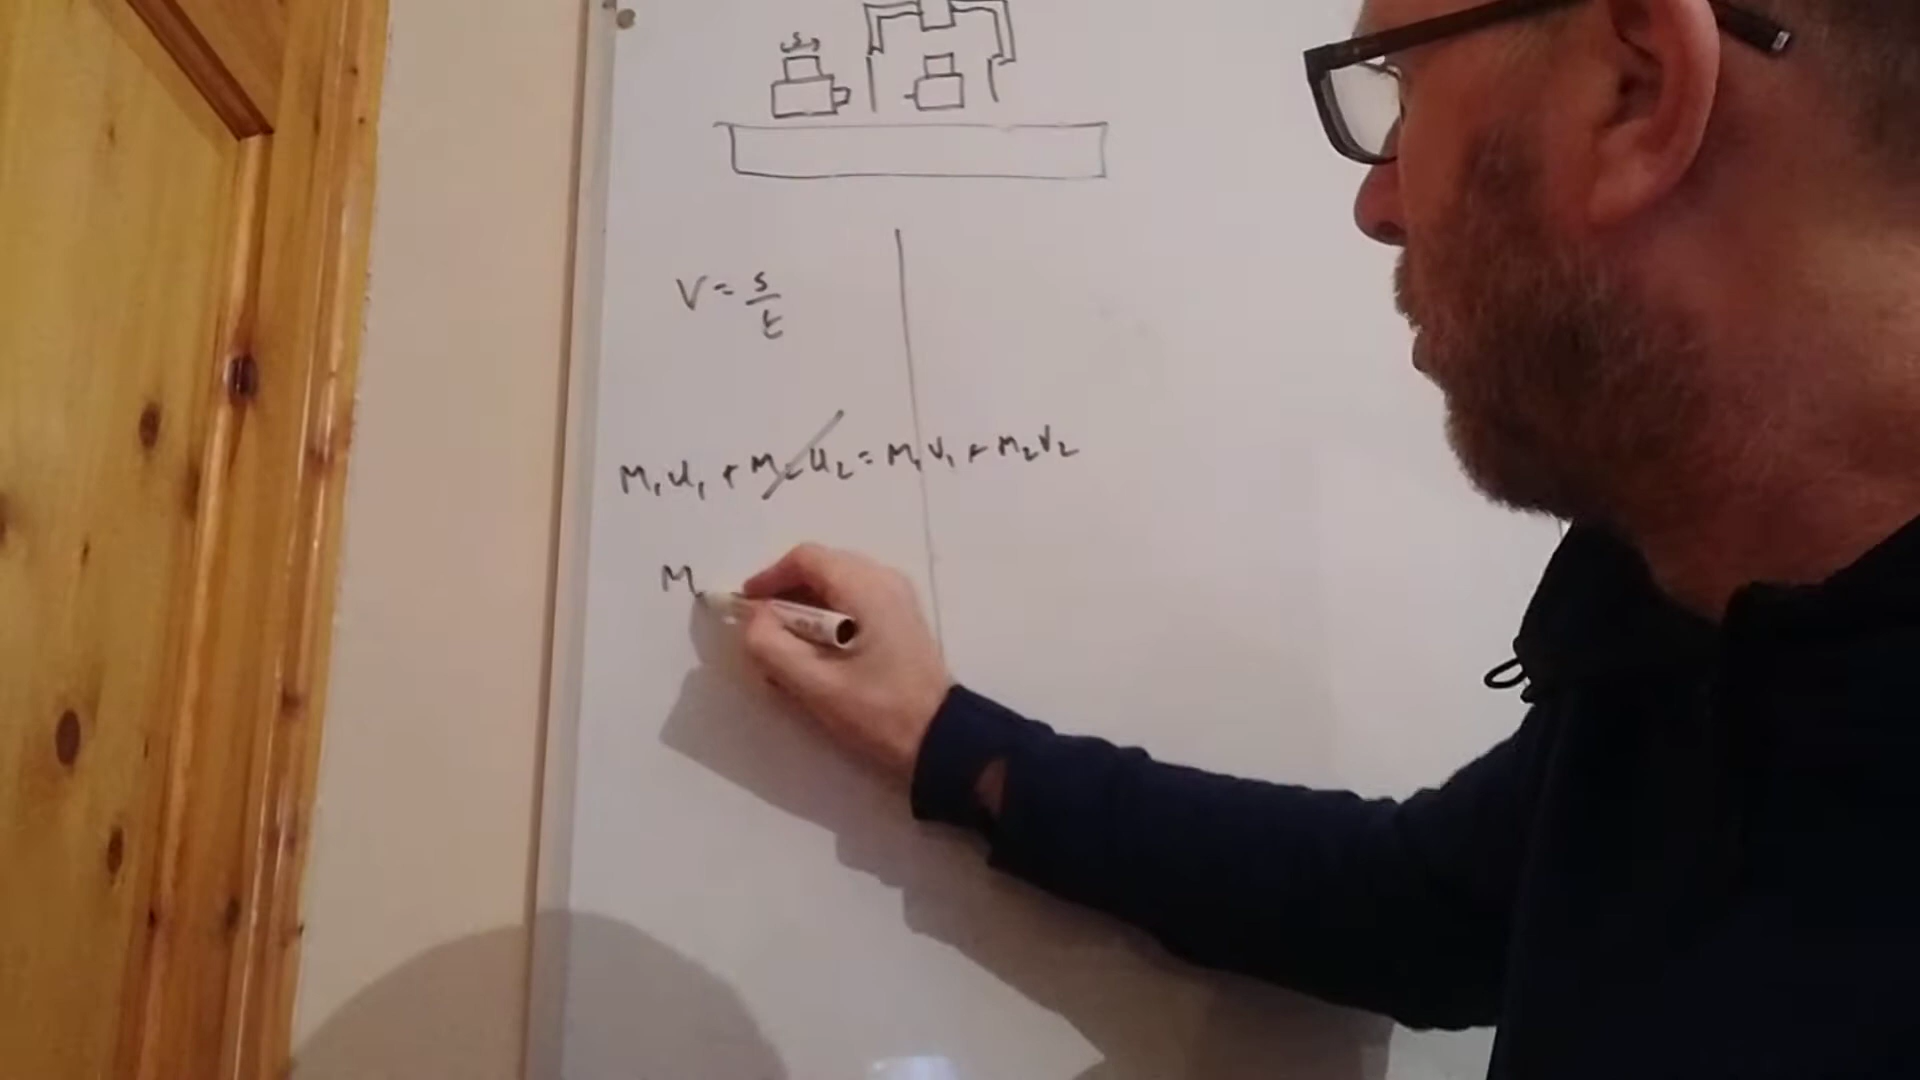 s
V = s/t
M₁U₁ + M₂U₂ = M₁V₁ + M₂V₂
M